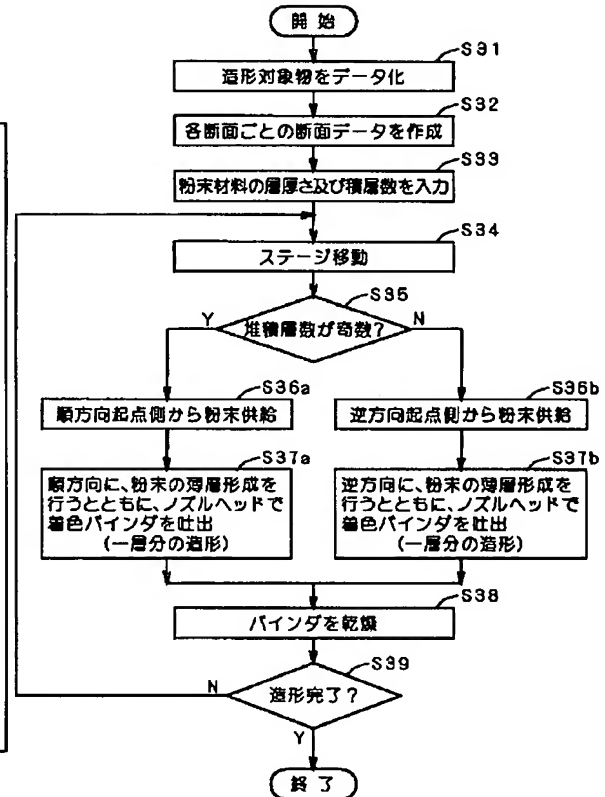 開 始
S31
造形対象物をデータ化
S32
各断面ごとの断面データを作成
S33
粉末材料の層厚さ及び積層数を入力
S34
ステージ移動
S35
堆積層数が奇数?
Y
N
S36a
順方向起点側から粉末供給
S36b
逆方向起点側から粉末供給
S37a
順方向に、粉末の薄層形成を
行うとともに、ノズルヘッドで
着色バインダを吐出
(一層分の造形)
S37b
逆方向に、粉末の薄層形成を
行うとともに、ノズルヘッドで
着色バインダを吐出
(一層分の造形)
S38
バインダを乾燥
S39
造形完了?
N
Y
終 了